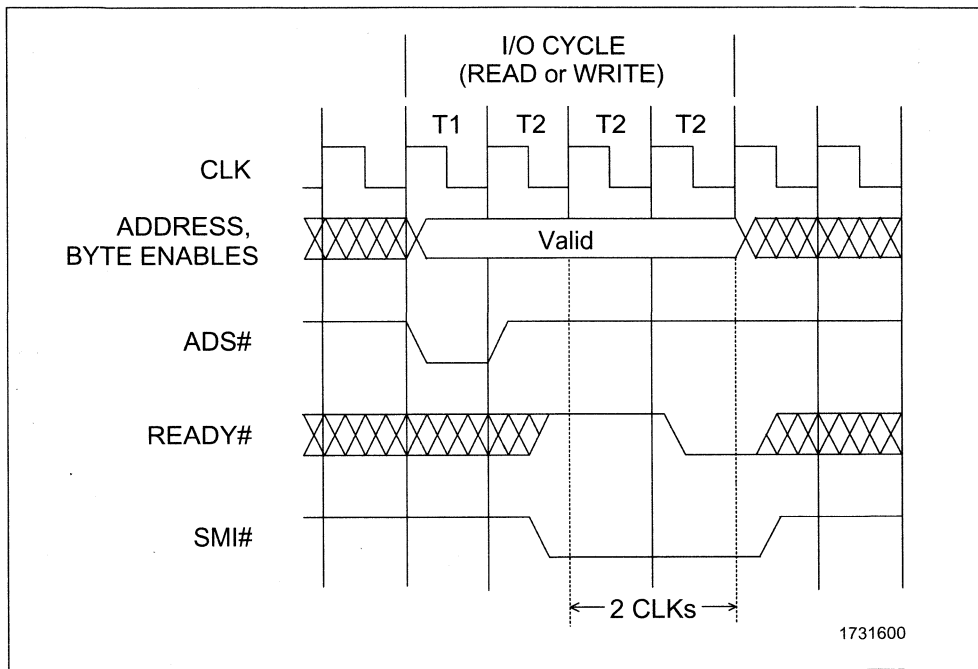 I/O CYCLE
(READ or WRITE)
T1 T2 T2 T2
CLK
ADDRESS,
BYTE ENABLES
Valid
ADS#
READY#
SMI#
2 CLKs
1731600